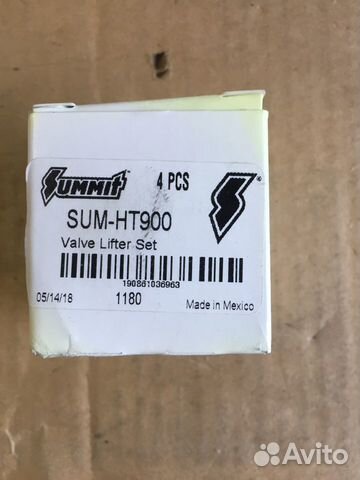 SUMMIT 4 PCS
SUM-HT900
Valve Lifter Set
190861036963
05/14/18 1180 Made in Mexico
Avito